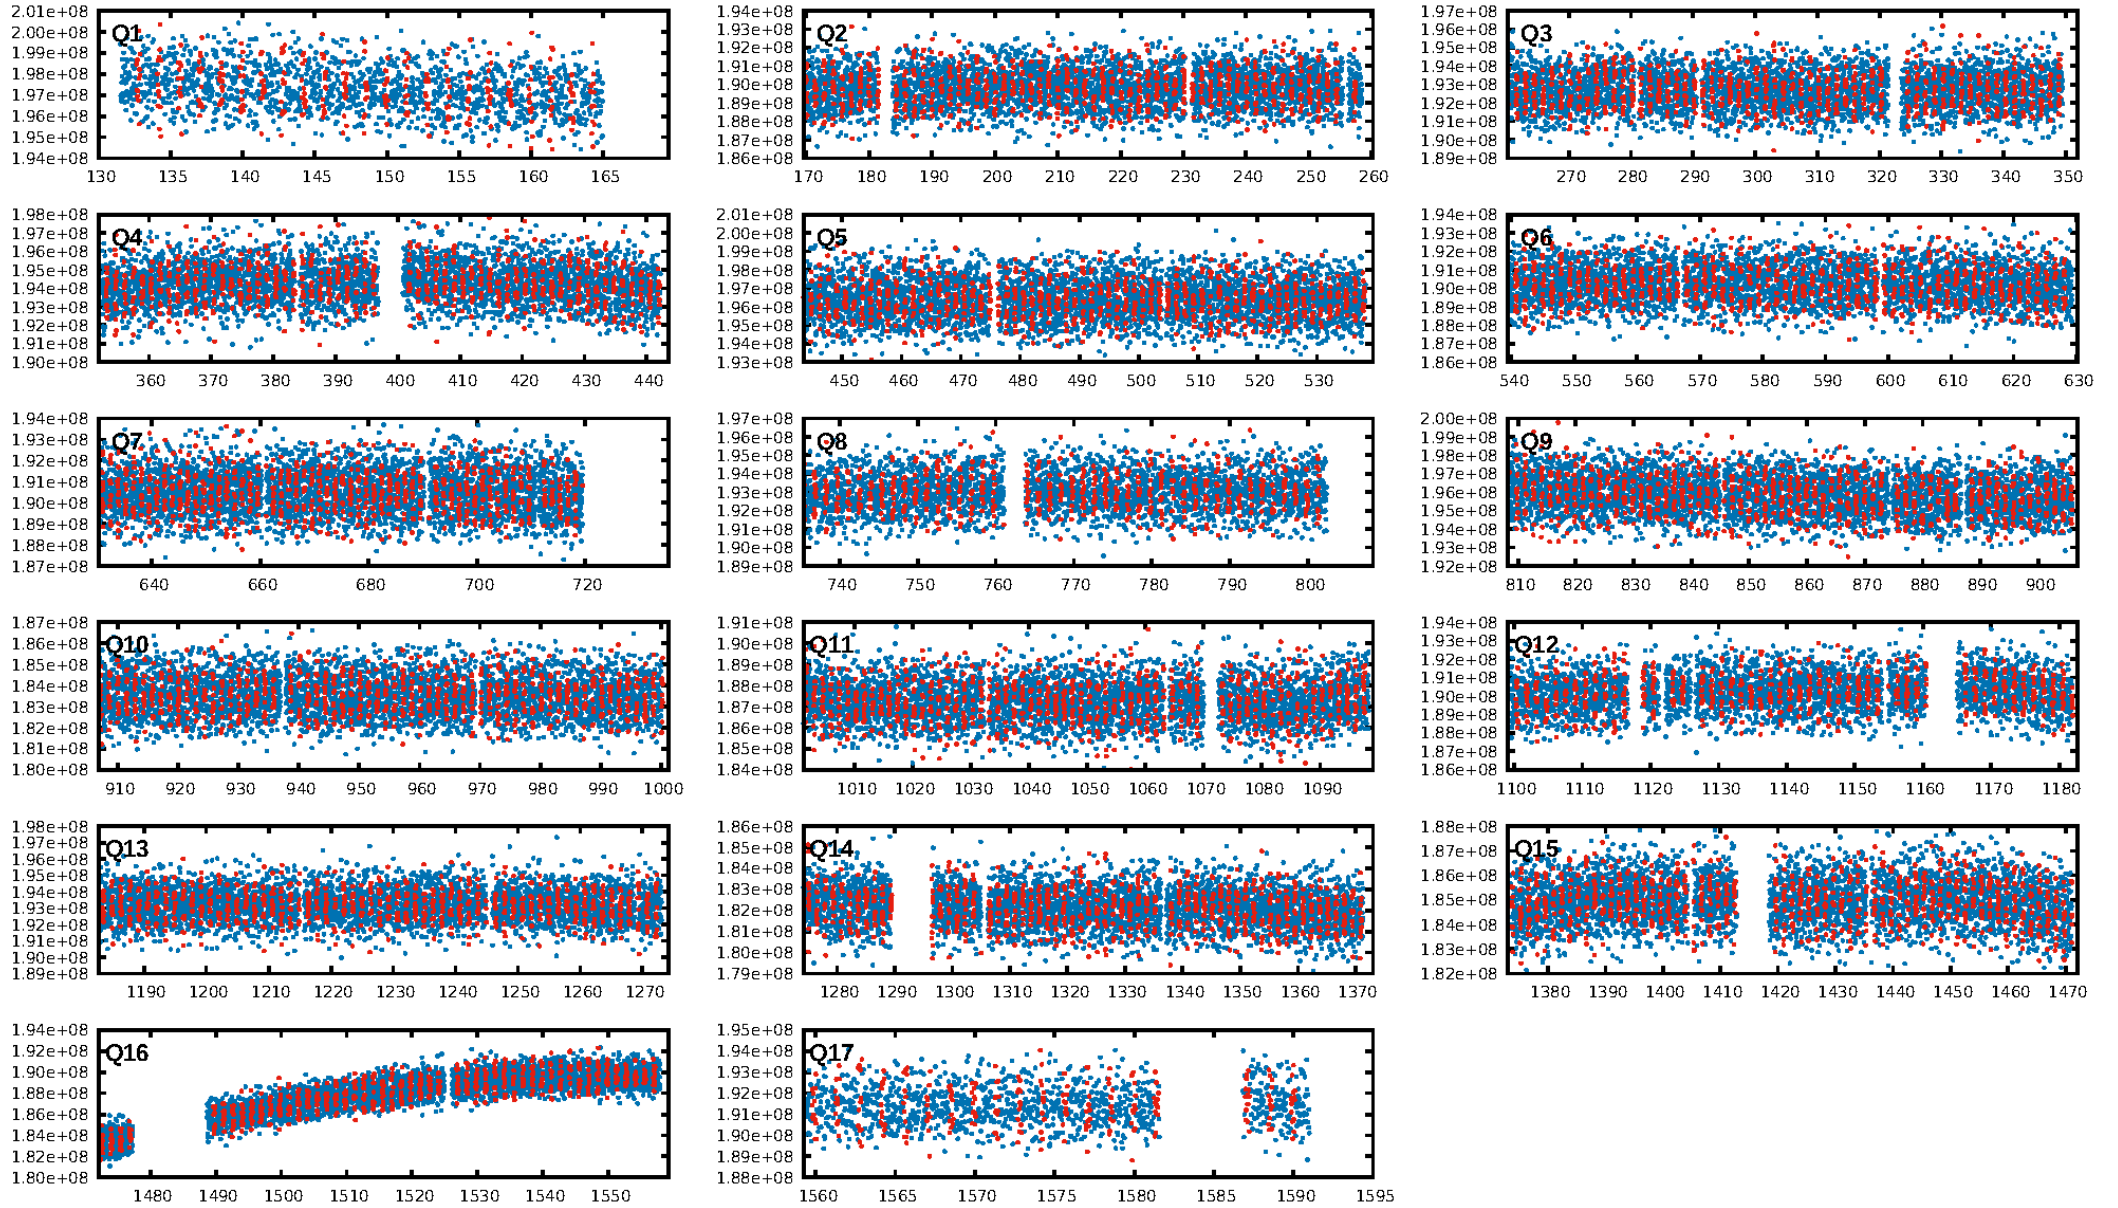 Q1
2.01e+08
2.00e+08
1.99e+08
1.98e+08
1.97e+08
1.96e+08
1.95e+08
1.94e+08
130 135 140 145 150 155 160 165
Q2
1.94e+08
1.93e+08
1.92e+08
1.91e+08
1.90e+08
1.89e+08
1.88e+08
1.87e+08
1.86e+08
170 180 190 200 210 220 230 240 250 260
Q3
1.97e+08
1.96e+08
1.95e+08
1.94e+08
1.93e+08
1.92e+08
1.91e+08
1.90e+08
1.89e+08
270 280 290 300 310 320 330 340 350
Q4
1.98e+08
1.97e+08
1.96e+08
1.95e+08
1.94e+08
1.93e+08
1.92e+08
1.91e+08
1.90e+08
360 370 380 390 400 410 420 430 440
Q5
2.01e+08
2.00e+08
1.99e+08
1.98e+08
1.97e+08
1.96e+08
1.95e+08
1.94e+08
1.93e+08
450 460 470 480 490 500 510 520 530
Q6
1.94e+08
1.93e+08
1.92e+08
1.91e+08
1.90e+08
1.89e+08
1.88e+08
1.87e+08
1.86e+08
540 550 560 570 580 590 600 610 620 630
Q7
1.94e+08
1.93e+08
1.92e+08
1.91e+08
1.90e+08
1.89e+08
1.88e+08
1.87e+08
640 660 680 700 720
Q8
1.97e+08
1.96e+08
1.95e+08
1.94e+08
1.93e+08
1.92e+08
1.91e+08
1.90e+08
1.89e+08
740 750 760 770 780 790 800
Q9
2.00e+08
1.99e+08
1.98e+08
1.97e+08
1.96e+08
1.95e+08
1.94e+08
1.93e+08
1.92e+08
810 820 830 840 850 860 870 880 890 900
Q10
1.87e+08
1.86e+08
1.85e+08
1.84e+08
1.83e+08
1.82e+08
1.81e+08
1.80e+08
910 920 930 940 950 960 970 980 990 1000
Q11
1.91e+08
1.90e+08
1.89e+08
1.88e+08
1.87e+08
1.86e+08
1.85e+08
1.84e+08
1010 1020 1030 1040 1050 1060 1070 1080 1090
Q12
1.94e+08
1.93e+08
1.92e+08
1.91e+08
1.90e+08
1.89e+08
1.88e+08
1.87e+08
1.86e+08
1100 1110 1120 1130 1140 1150 1160 1170 1180
Q13
1.98e+08
1.97e+08
1.96e+08
1.95e+08
1.94e+08
1.93e+08
1.92e+08
1.91e+08
1.90e+08
1.89e+08
1190 1200 1210 1220 1230 1240 1250 1260 1270
Q14
1.86e+08
1.85e+08
1.84e+08
1.83e+08
1.82e+08
1.81e+08
1.80e+08
1.79e+08
1280 1290 1300 1310 1320 1330 1340 1350 1360 1370
Q15
1.88e+08
1.87e+08
1.86e+08
1.85e+08
1.84e+08
1.83e+08
1.82e+08
1380 1390 1400 1410 1420 1430 1440 1450 1460 1470
Q16
1.94e+08
1.92e+08
1.90e+08
1.88e+08
1.86e+08
1.84e+08
1.82e+08
1.80e+08
1480 1490 1500 1510 1520 1530 1540 1550
Q17
1.95e+08
1.94e+08
1.93e+08
1.92e+08
1.91e+08
1.90e+08
1.89e+08
1.88e+08
1560 1565 1570 1575 1580 1585 1590 1595